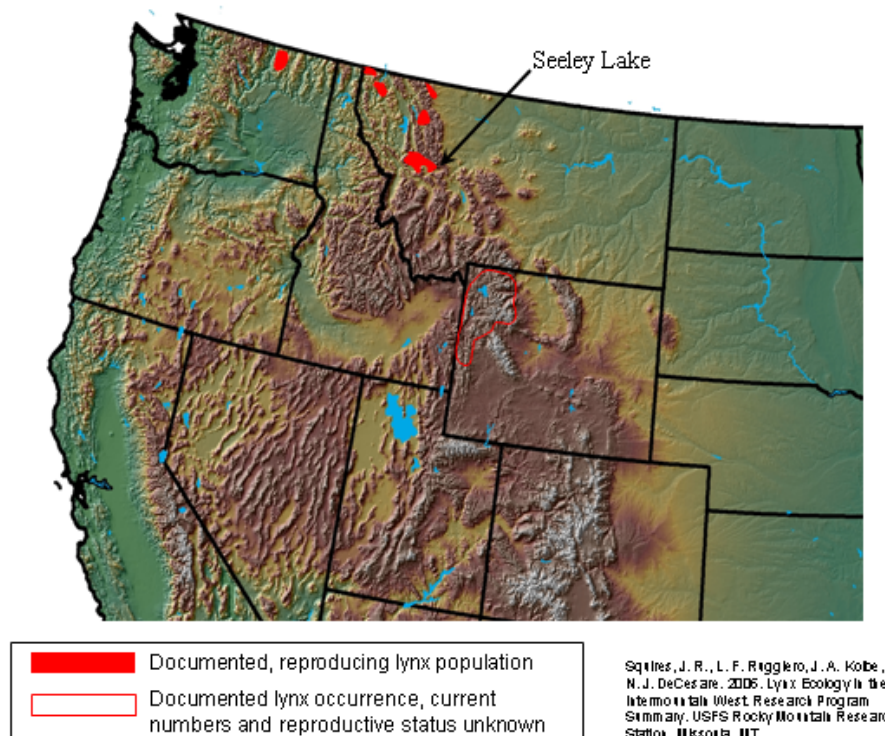 Seeley Lake
Documented, reproducing lynx population
Documented lynx occurrence, current
numbers and reproductive status unknown
Squires, J. R., L. F. Ruggiero, J. A. Kolbe,
N. J. DeCesare. 2006. Lynx Ecology in the
Intermountain West. Research Program
Summary. USFS Rocky Mountain Researc
Station, Missoula, MT